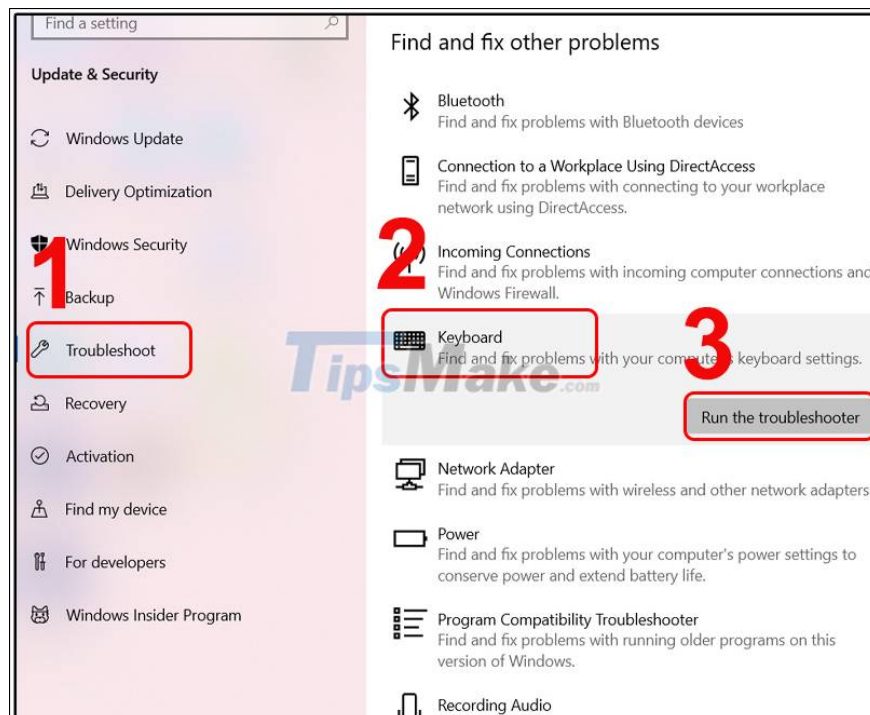 Find a setting
Update & Security
Windows Update
Delivery Optimization
Windows Security
1
Backup
Troubleshoot
Recovery
Activation
Find my device
For developers
Windows Insider Program
Find and fix other problems
Bluetooth
Find and fix problems with Bluetooth devices
Connection to a Workplace Using DirectAccess
Find and fix problems with connecting to your workplace
network using DirectAccess.
2
Incoming Connections
Find and fix problems with incoming computer connections and
Windows Firewall.
Keyboard
3
Find and fix problems with your computer's keyboard settings.
TipsMake.com
Run the troubleshooter
Network Adapter
Find and fix problems with wireless and other network adapters.
Power
Find and fix problems with your computer's power settings to
conserve power and extend battery life.
Program Compatibility Troubleshooter
Find and fix problems with running older programs on this
version of Windows.
Recording Audio